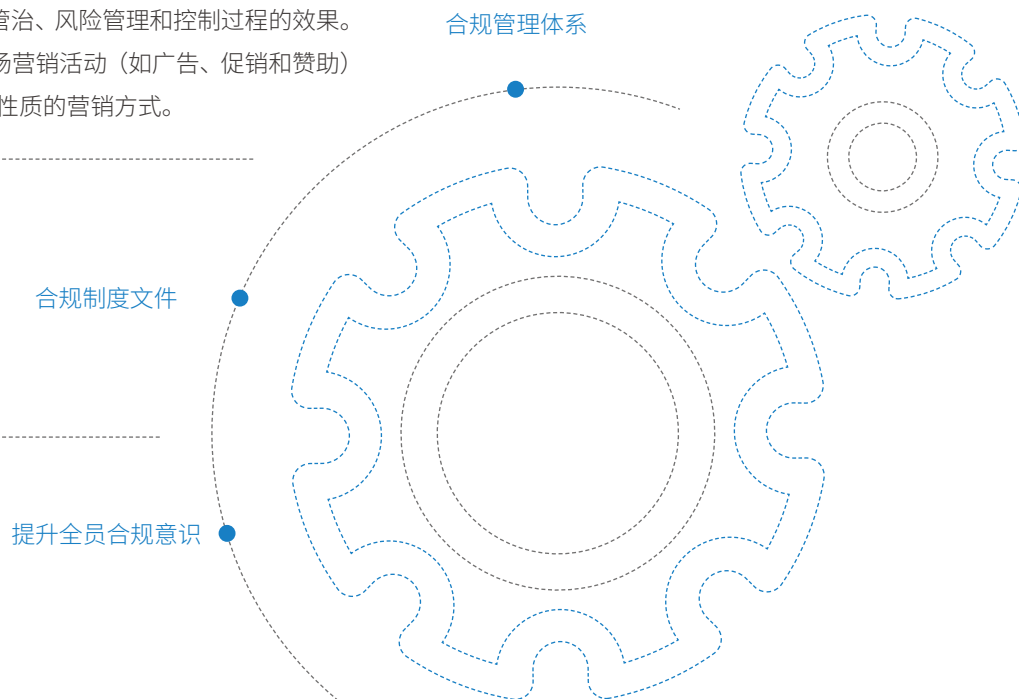 管治、风险管理和控制过程的效果。
合规管理体系
场营销活动（如广告、促销和赞助）
性质的营销方式。
合规制度文件
提升全员合规意识